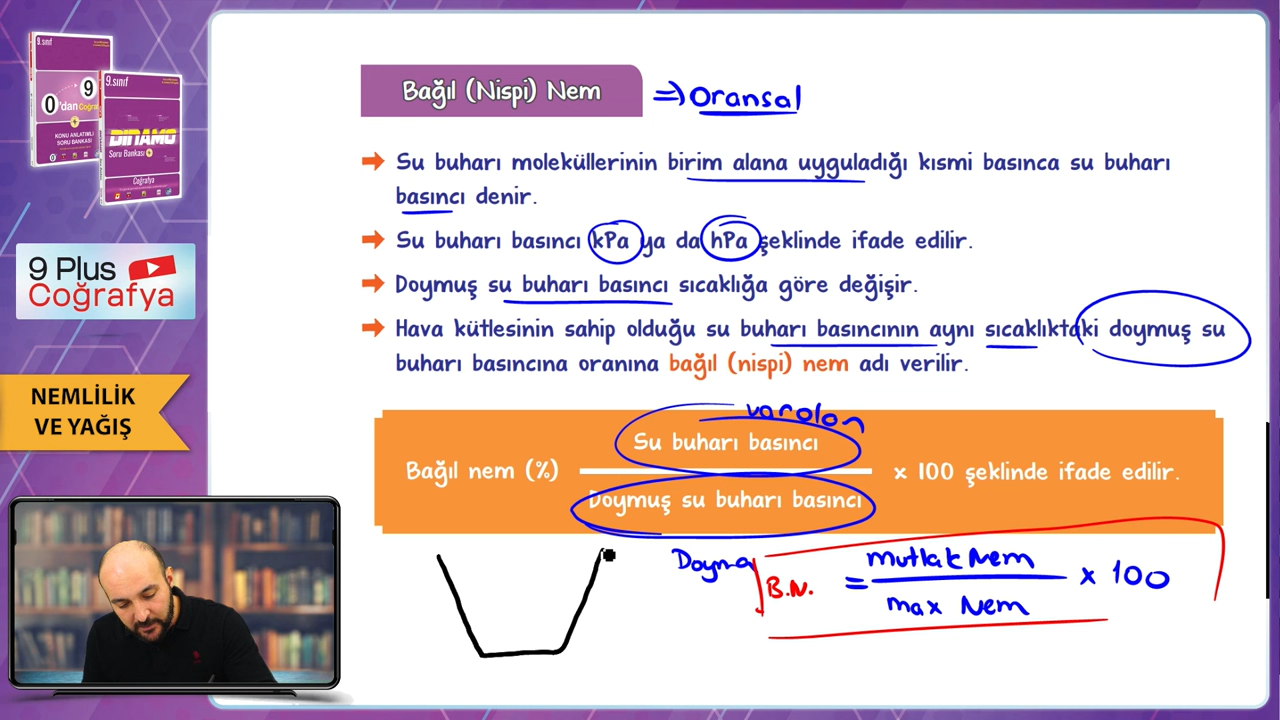 9.sınıf
0'dan
9
Coğrafya
KONU ANLATIMLI
SORU BANKASI
9.sınıf
DİNAMO
Soru Bankası
Coğrafya
9 Plus
Coğrafya
NEMLİLİK
VE YAĞIŞ
Bağıl (Nispi) Nem ⇒ Oransal
➡ Su buharı moleküllerinin birim alana uyguladığı kısmi basınca su buharı
basıncı denir.
➡ Su buharı basıncı kPa ya da hPa şeklinde ifade edilir.
➡ Doymuş su buharı basıncı sıcaklığa göre değişir.
➡ Hava kütlesinin sahip olduğu su buharı basıncının aynı sıcaklıktaki doymuş su
buharı basıncına oranına bağıl (nispi) nem adı verilir.
varolan
Su buharı basıncı
Bağıl nem (%) x 100 şeklinde ifade edilir.
Doymuş su buharı basıncı
Doyma
mutlak Nem
B.N. = x 100
max Nem